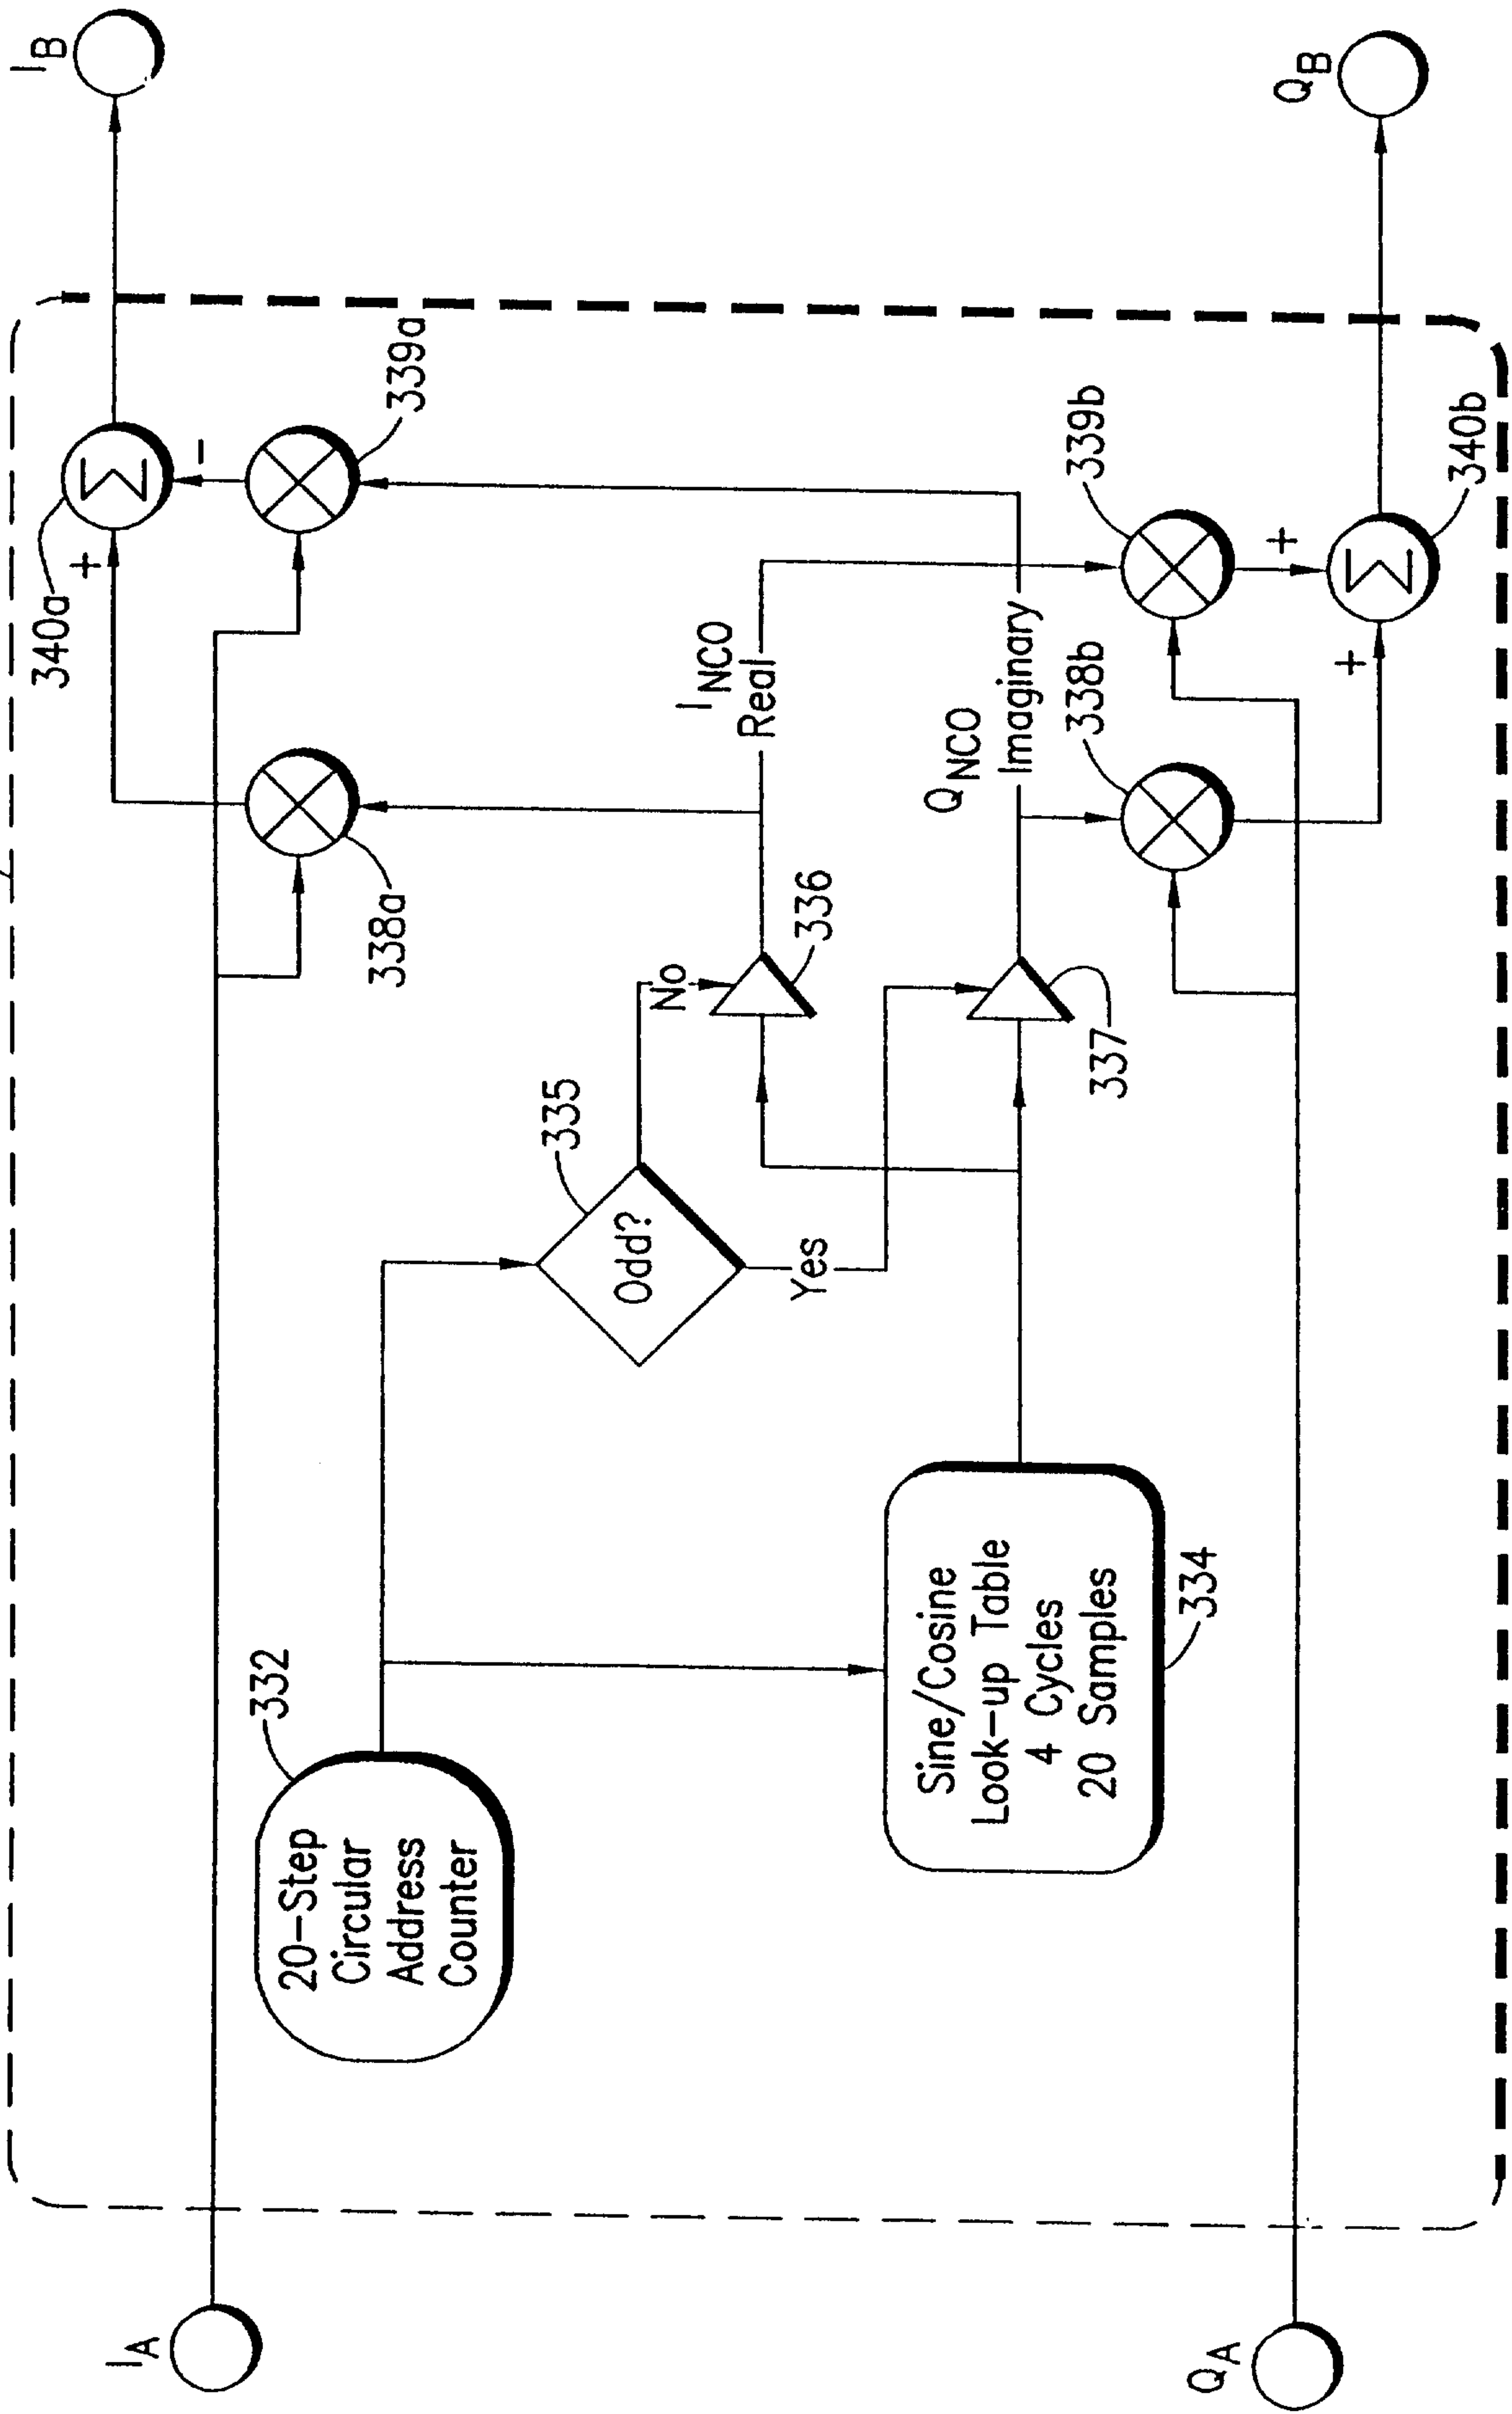 I_A
I_B
340a
+
-
339a
338a
332
20-Step
Circular
Address
Counter
335
Odd?
No
Yes
336
I_NCO
Real
Q_NCO
Imaginary
337
Sine/Cosine
Look-up Table
4 Cycles
20 Samples
334
338b
339b
+
+
340b
Q_A
Q_B